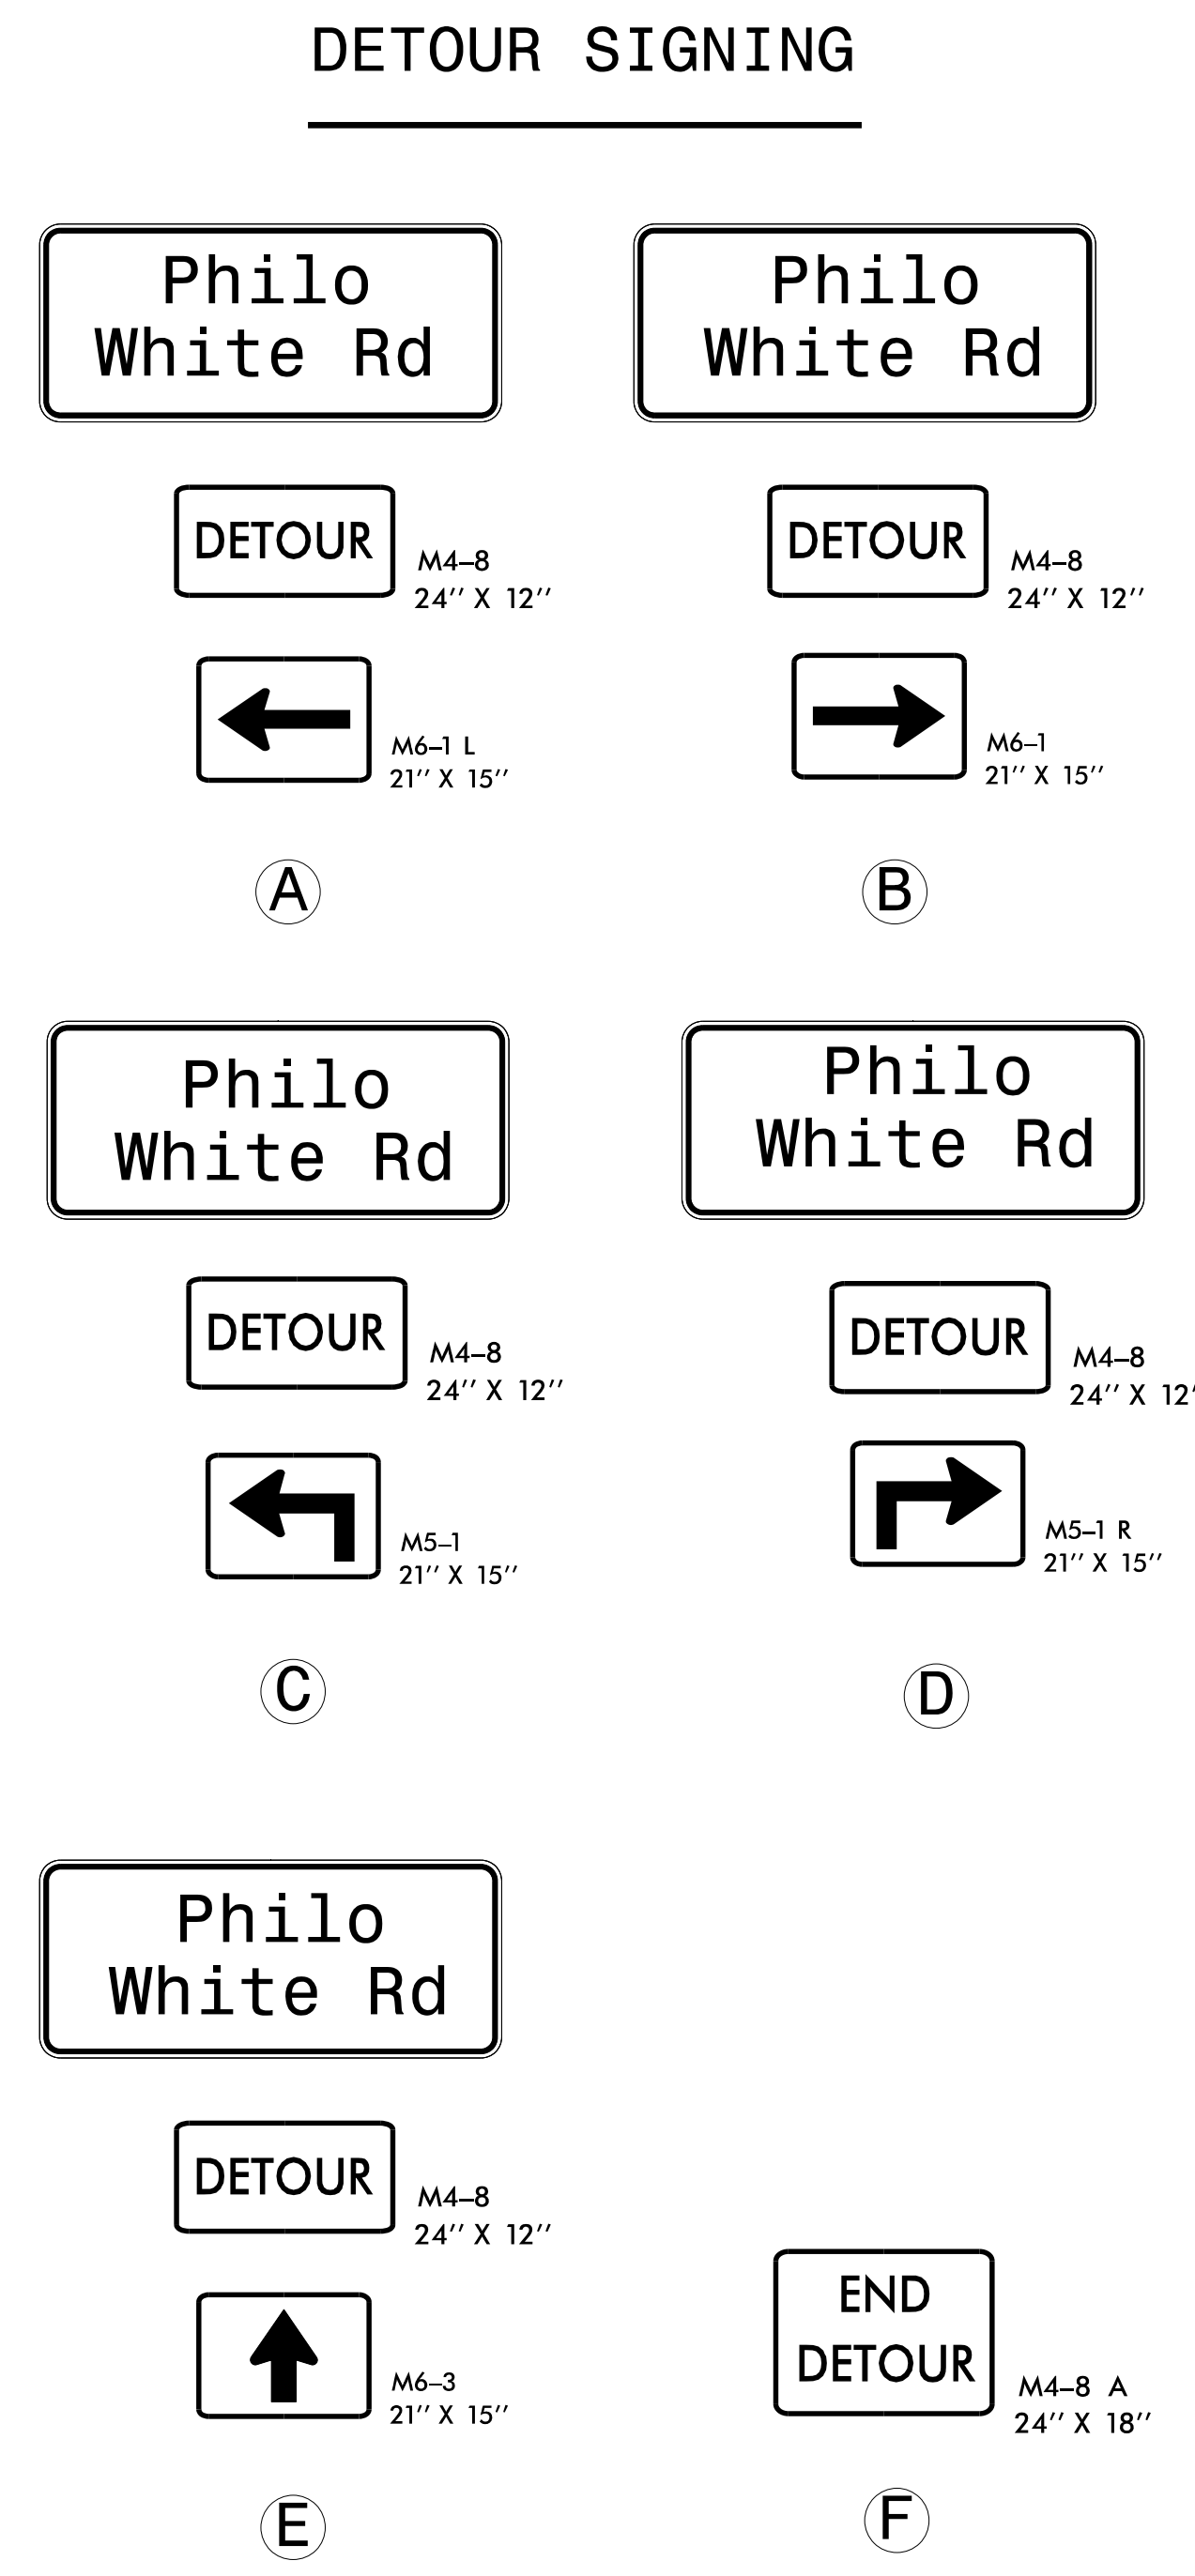 DETOUR SIGNING
Philo
White Rd
DETOUR
M4–8
24′′ X 12′′
M6–1 L
21′′ X 15′′
A
Philo
White Rd
DETOUR
M4–8
24′′ X 12′′
M6–1
21′′ X 15′′
B
Philo
White Rd
DETOUR
M4–8
24′′ X 12′′
M5–1
21′′ X 15′′
C
Philo
White Rd
DETOUR
M4–8
24′′ X 12′
M5–1 R
21′′ X 15′′
D
Philo
White Rd
DETOUR
M4–8
24′′ X 12′′
M6–3
21′′ X 15′′
E
END
DETOUR
M4–8 A
24′′ X 18′′
F